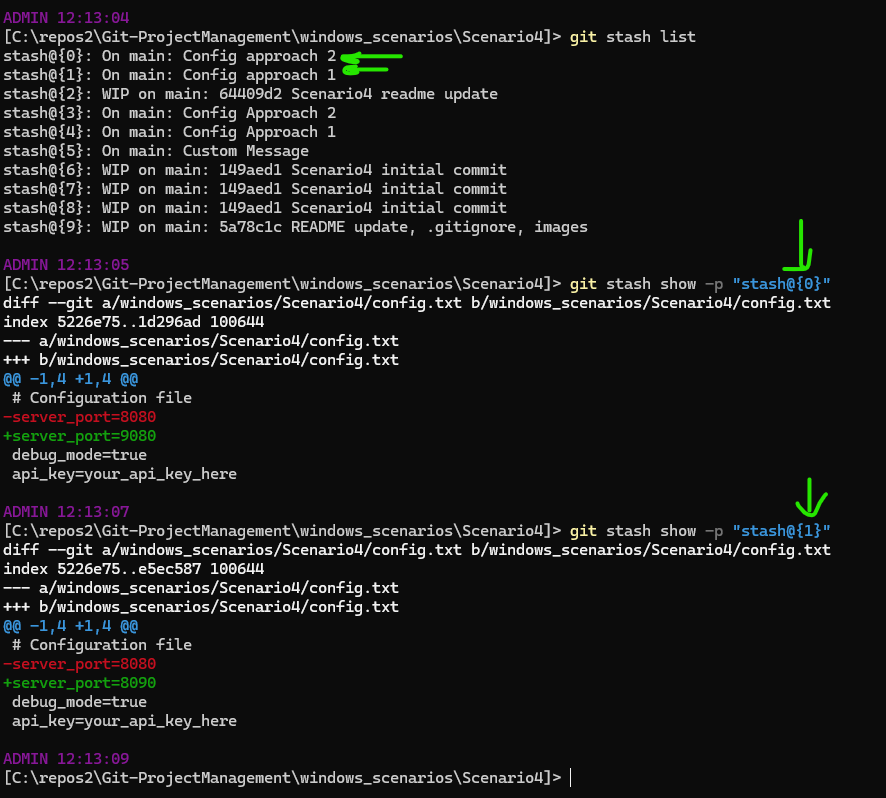 ADMIN 12:13:04
[C:\repos2\Git-ProjectManagement\windows_scenarios\Scenario4]> git stash list
stash@{0}: On main: Config approach 2
stash@{1}: On main: Config approach 1
stash@{2}: WIP on main: 64409d2 Scenario4 readme update
stash@{3}: On main: Config Approach 2
stash@{4}: On main: Config Approach 1
stash@{5}: On main: Custom Message
stash@{6}: WIP on main: 149aed1 Scenario4 initial commit
stash@{7}: WIP on main: 149aed1 Scenario4 initial commit
stash@{8}: WIP on main: 149aed1 Scenario4 initial commit
stash@{9}: WIP on main: 5a78c1c README update, .gitignore, images
ADMIN 12:13:05
[C:\repos2\Git-ProjectManagement\windows_scenarios\Scenario4]> git stash show -p "stash@{0}"
diff --git a/windows_scenarios/Scenario4/config.txt b/windows_scenarios/Scenario4/config.txt
index 5226e75..1d296ad 100644
--- a/windows_scenarios/Scenario4/config.txt
+++ b/windows_scenarios/Scenario4/config.txt
@@ -1,4 +1,4 @@
 # Configuration file
-server_port=8080
+server_port=9080
 debug_mode=true
 api_key=your_api_key_here
ADMIN 12:13:07
[C:\repos2\Git-ProjectManagement\windows_scenarios\Scenario4]> git stash show -p "stash@{1}"
diff --git a/windows_scenarios/Scenario4/config.txt b/windows_scenarios/Scenario4/config.txt
index 5226e75..e5ec587 100644
--- a/windows_scenarios/Scenario4/config.txt
+++ b/windows_scenarios/Scenario4/config.txt
@@ -1,4 +1,4 @@
 # Configuration file
-server_port=8080
+server_port=8090
 debug_mode=true
 api_key=your_api_key_here
ADMIN 12:13:09
[C:\repos2\Git-ProjectManagement\windows_scenarios\Scenario4]>